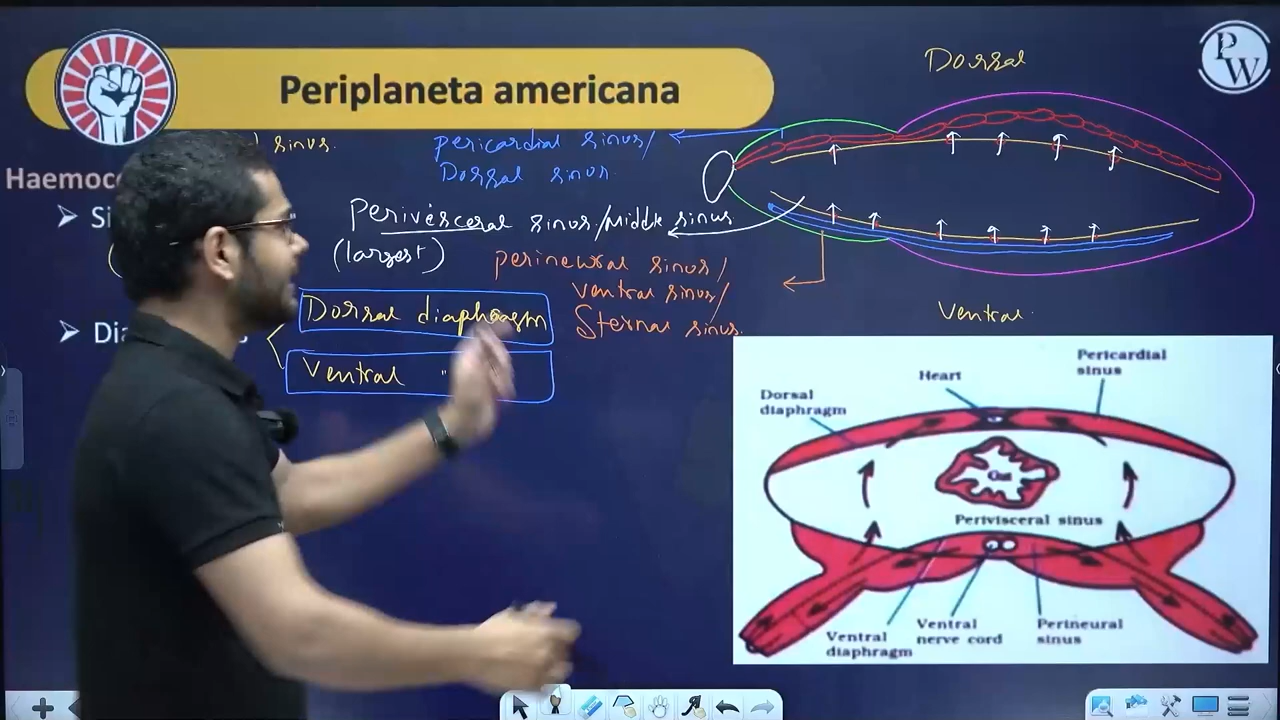 Periplaneta americana
PW
Dorsal
sinus.
pericardial sinus/
Dorsal sinus.
Haemoc
Si
Perivisceral sinus/middle sinus
(largest)
perineural sinus/
ventral sinus/
Sternal sinus.
Dia
s
Dorsal diaphragm
Ventral "
Ventral
Pericardial
sinus
Heart
Dorsal
diaphragm
Gut
Perivisceral sinus
Ventral
diaphragm
Ventral
nerve cord
Perineural
sinus